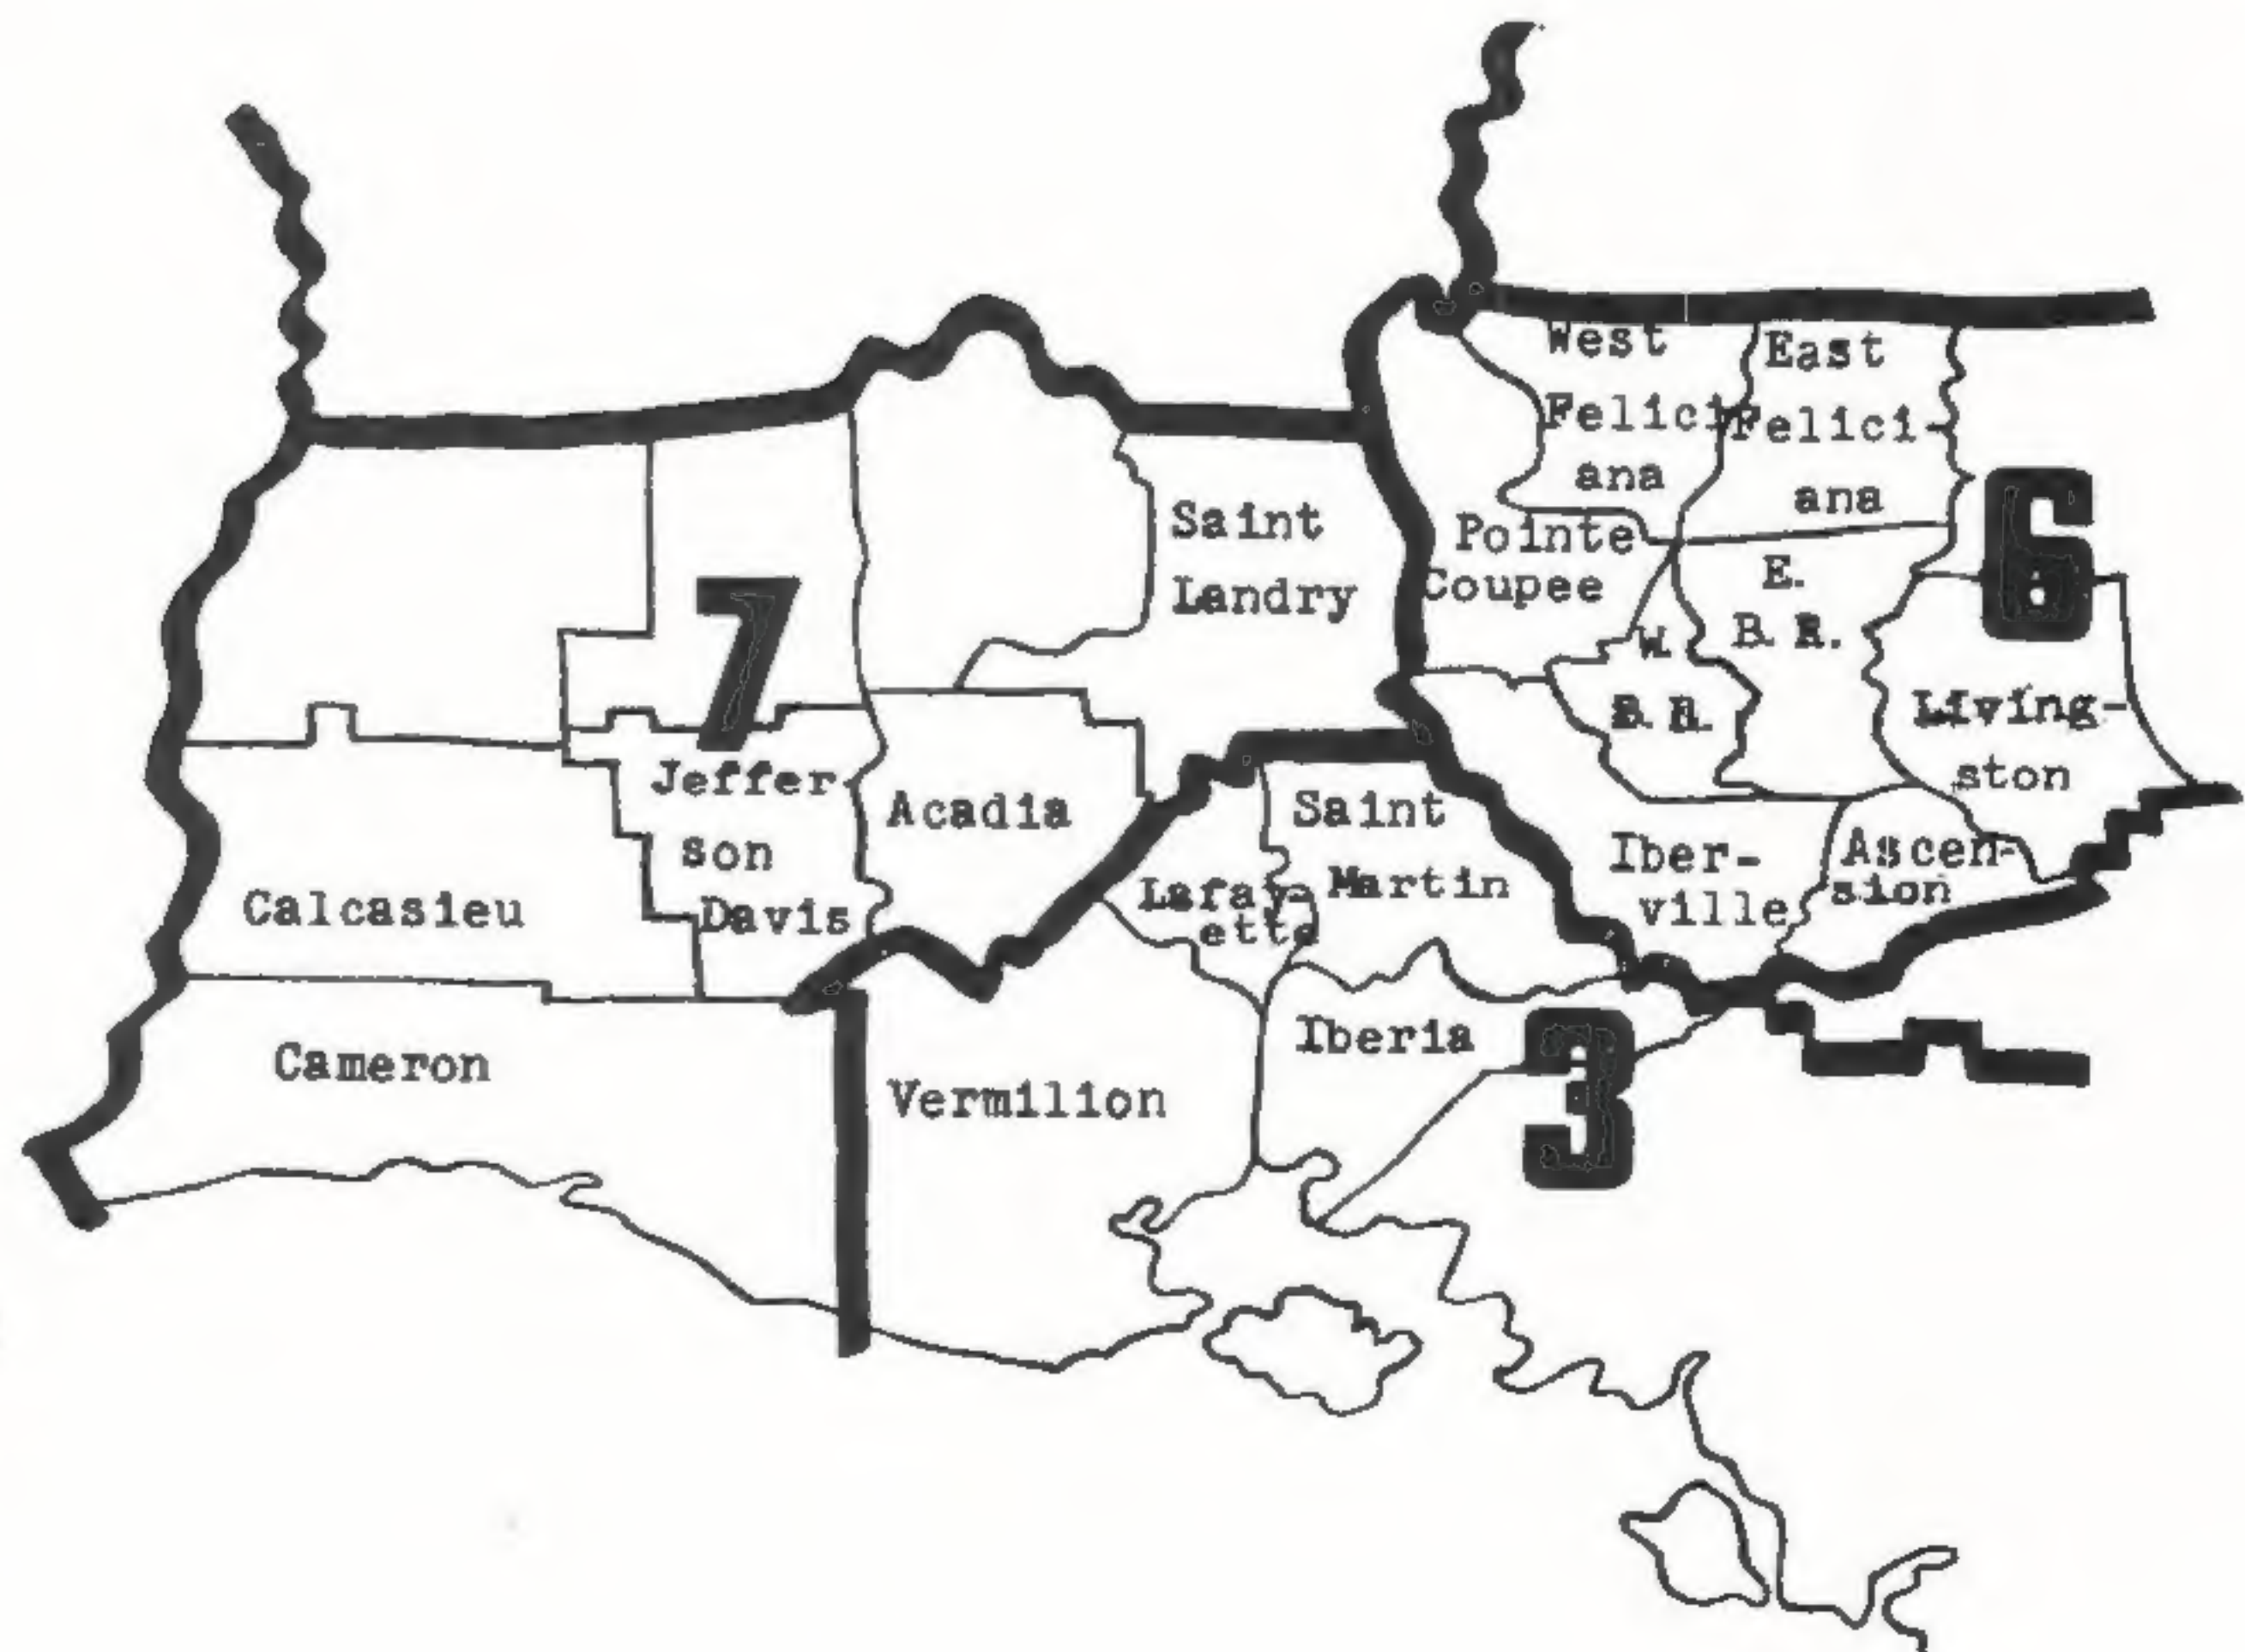 West
Felici
ana
East
Felici-
ana
6
Saint
Landry
Pointe
Coupee
E.
B. R.
W.
B. R.
7
Living-
ston
Jeffer
son
Davis
Acadia
Saint
Martin
Iber-
ville
Ascen-
sion
Lafay-
ette
Calcasieu
Cameron
Vermilion
Iberia
3